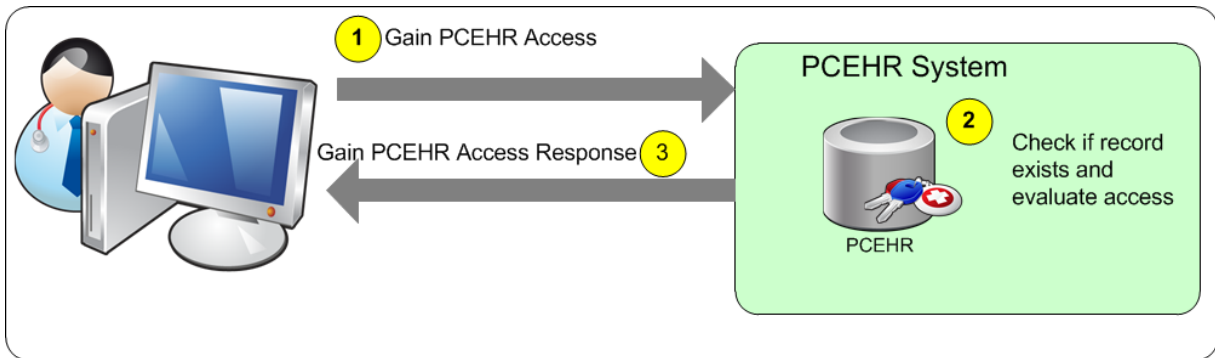 1 Gain PCEHR Access
PCEHR System
2
Check if record
exists and
evaluate access
Gain PCEHR Access Response 3
PCEHR